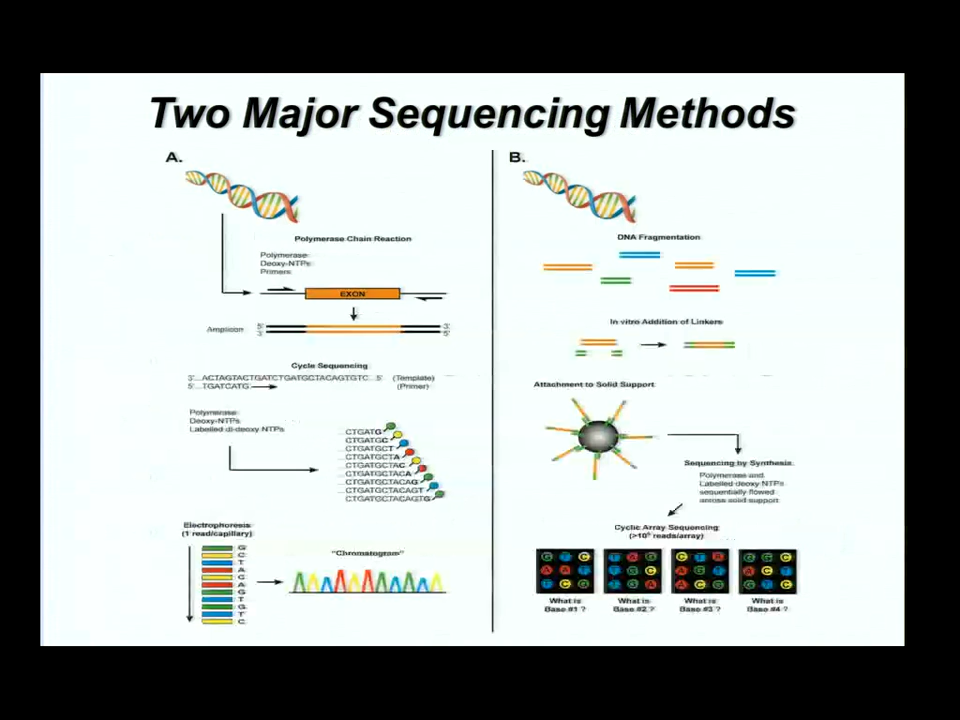 Two Major Sequencing Methods
A.
Polymerase Chain Reaction
Polymerase
Deoxy-NTPs
Primers
EXON
Amplicon
5'
3'
3'
5'
Cycle Sequencing
3'...ACTAGTACTGATCTGATGCTACAGTGTC...5' (Template)
5'...TGATCATG (Primer)
Polymerase
Deoxy-NTPs
Labelled di-deoxy NTPs
...CTGATG
...CTGATGC
...CTGATGCT
...CTGATGCTA
...CTGATGCTAC
...CTGATGCTACA
...CTGATGCTACAG
...CTGATGCTACAGT
...CTGATGCTACAGTG
Electrophoresis
(1 read/capillary)
G
C
T
A
C
A
G
T
G
T
C
"Chromatogram"
B.
DNA Fragmentation
In vitro Addition of Linkers
Attachment to Solid Support
Sequencing by Synthesis
Polymerase and
Labelled deoxy NTPs
sequentially flowed
across solid support
Cyclic Array Sequencing
reads/array)
G T C
A A T
T C G
T A G
T G C
T G A
C T A
A G T
A C G
G G C
A C T
G T C
What is
Base #1 ?
What is
Base #2 ?
What is
Base #3 ?
What is
Base #4 ?